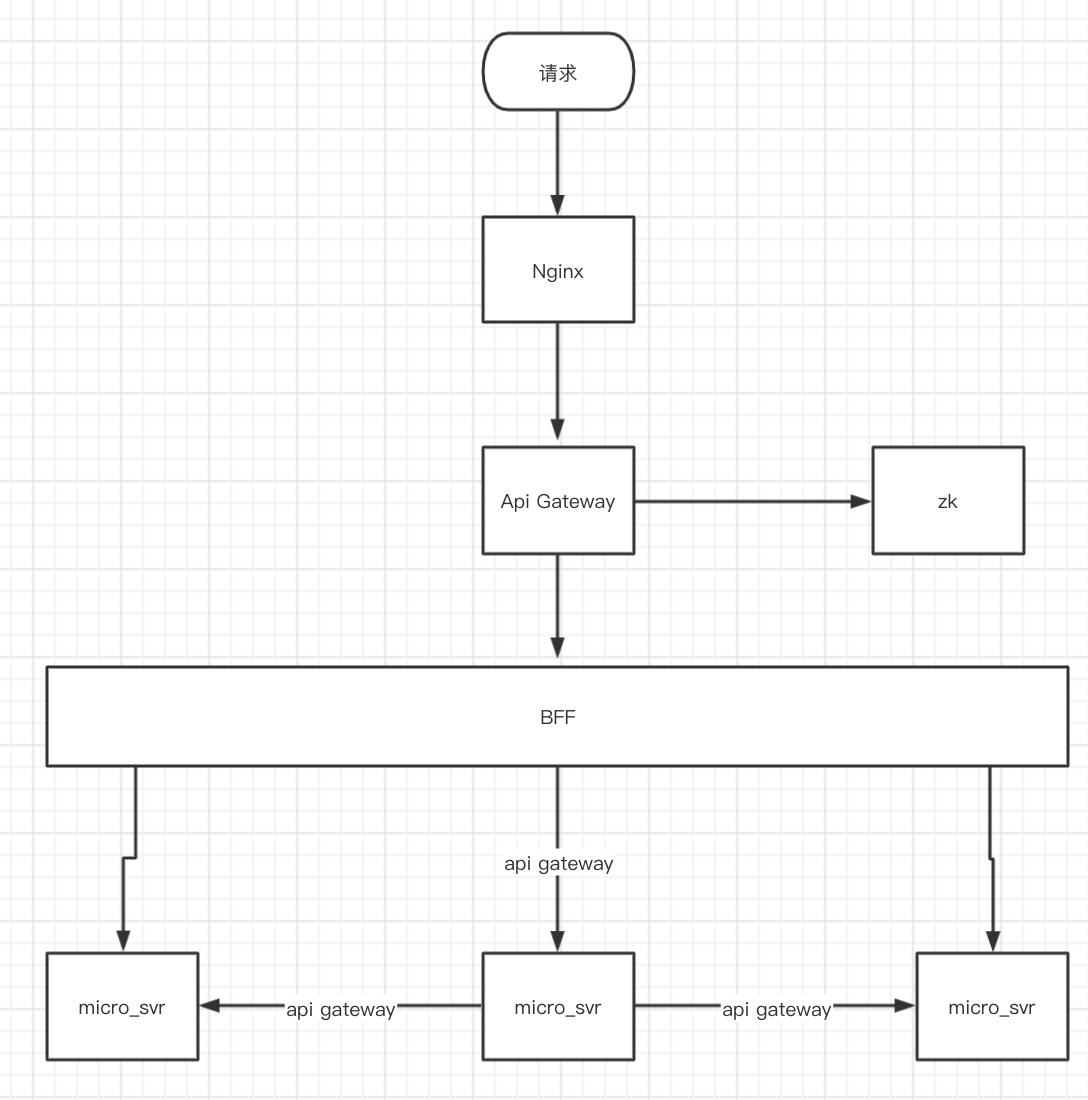 请求
Nginx
Api Gateway
zk
BFF
api gateway
micro_svr
api gateway
micro_svr
api gateway
micro_svr